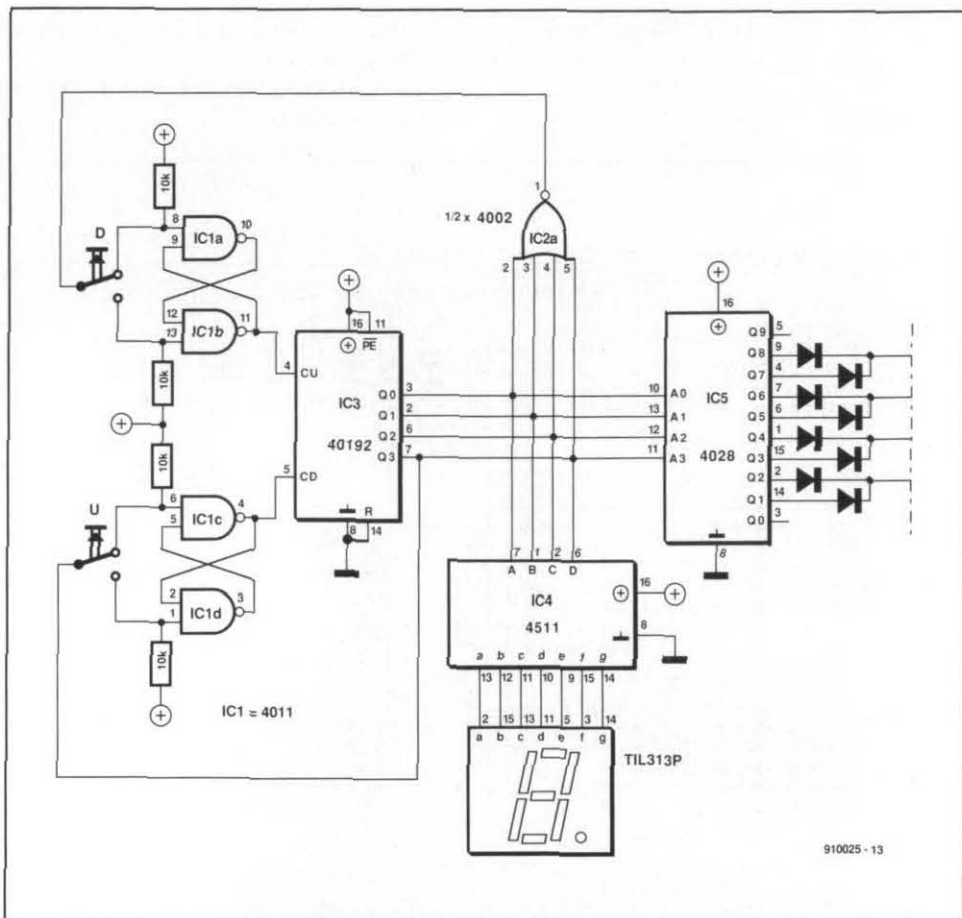 1
1/2 x 4002
IC2a
2 3 4 5
10k
D
8
9
IC1a
10
12
13
IC1b
11
10k
10k
U
6
5
IC1c
4
2
1
IC1d
3
10k
IC1 = 4011
16 11
PE
4
CU
IC3
40192
5
CD
Q0 3
Q1 2
Q2 6
Q3 7
R
8 14
16
10 A0
13 A1
12 A2
11 A3
IC5
4028
Q9 5
Q8 9
Q7 4
Q6 7
Q5 6
Q4 1
Q3 15
Q2 2
Q1 14
Q0 3
8
7 1 2 6
A B C D
IC4
4511
16
8
a b c d e f g
13 12 11 10 9 15 14
2 15 13 11 5 3 14
a b c d e f g
TIL313P
910025 - 13